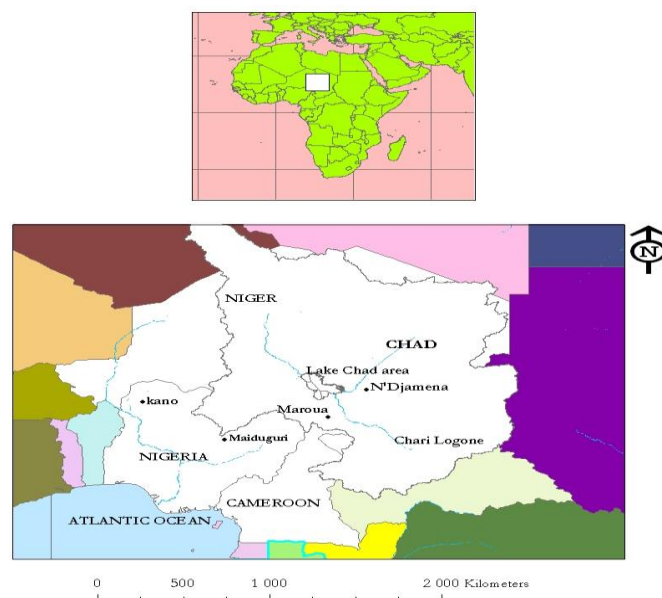 N
NIGER
CHAD
Lake Chad area
N'Djamena
kano
Maroua
Maiduguri
Chari Logone
NIGERIA
CAMEROON
ATLANTIC OCEAN
0 500 1 000 2 000 Kilometers